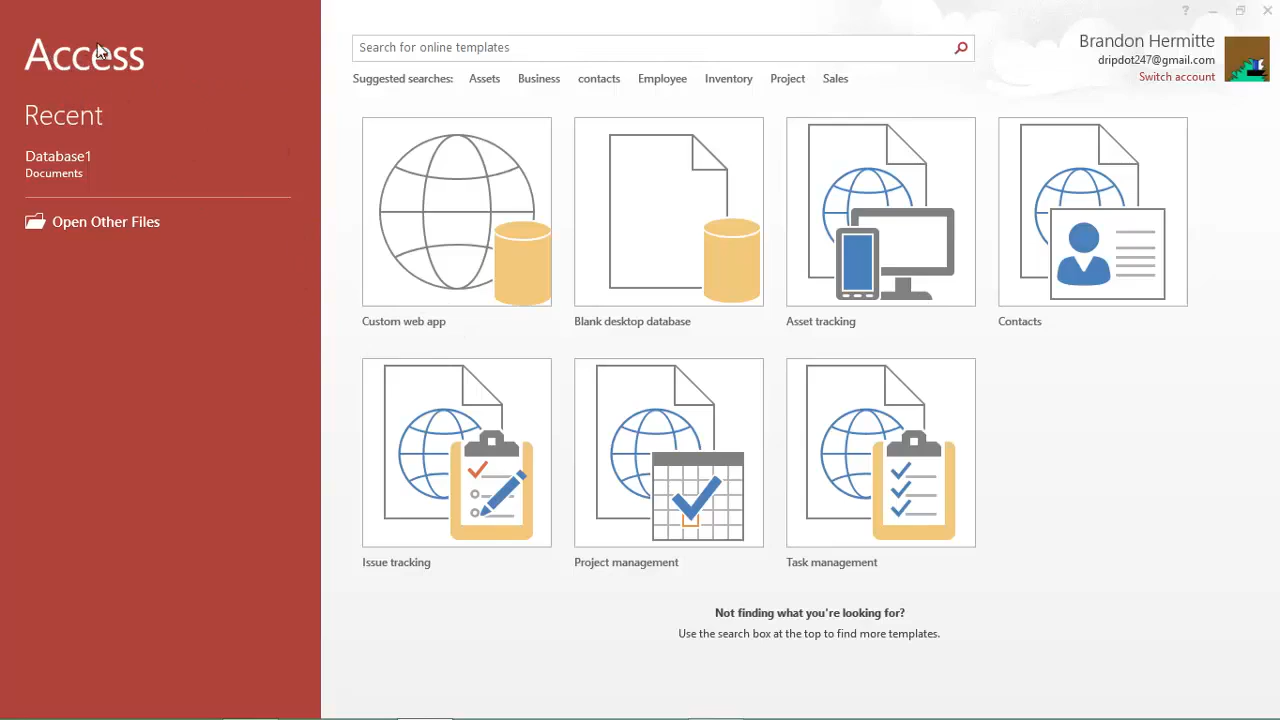 Access
Recent
Database1
Documents
Open Other Files
?
Search for online templates
Suggested searches: Assets Business contacts Employee Inventory Project Sales
Brandon Hermitte
dripdot247@gmail.com
Switch account
Custom web app
Blank desktop database
Asset tracking
Contacts
Issue tracking
Project management
Task management
Not finding what you're looking for?
Use the search box at the top to find more templates.